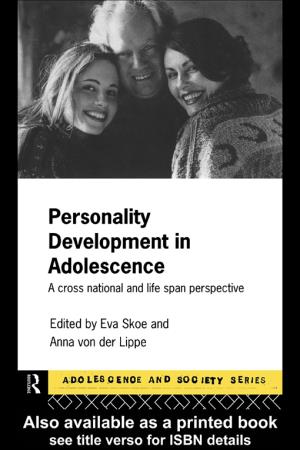 Personality
Development in
Adolescence
A cross national and life span perspective
Edited by Eva Skoe and
Anna von der Lippe
ADOLESCENCE AND SOCIETY SERIES
Also available as a printed book
see title verso for ISBN details